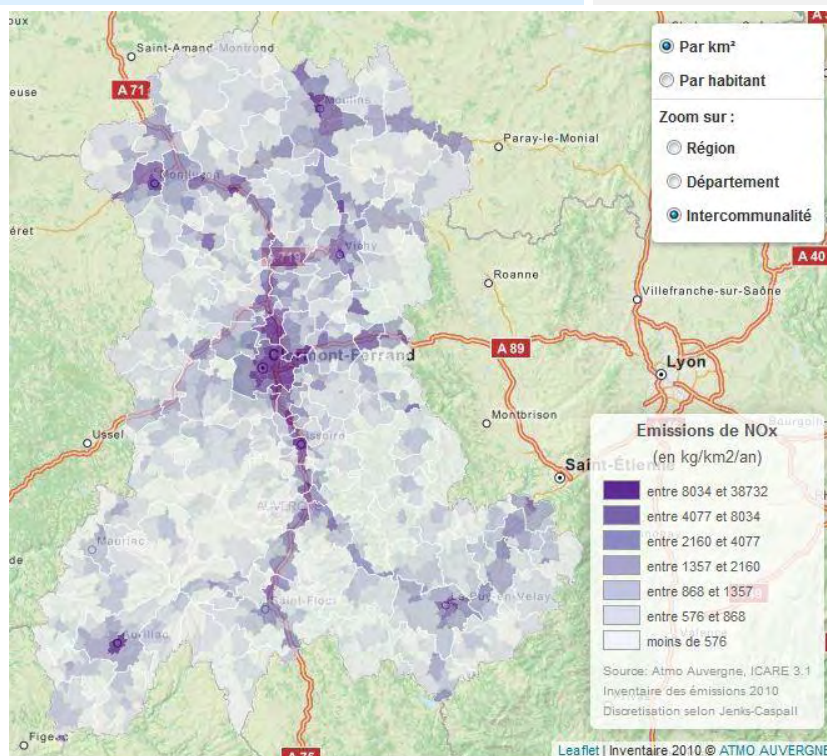 Saint-Amand-Montrond
A 71
Moulins
Paray-le-Monial
Montluçon
éret
Vichy
Roanne
Villefranche-sur-Saône
A 40
Clermont-Ferrand
A 89
Lyon
Montbrison
Ussel
Issoire
Saint-Étienne
AUVERGNE
Mauriac
Saint-Flour
Le Puy-en-Velay
Aurillac
Figeac
A 75
Par km²
Par habitant
Zoom sur :
Région
Département
Intercommunalité
Emissions de NOx
(en kg/km2/an)
entre 8034 et 38732
entre 4077 et 8034
entre 2160 et 4077
entre 1357 et 2160
entre 868 et 1357
entre 576 et 868
moins de 576
Source: Atmo Auvergne, ICARE 3.1
Inventaire des émissions 2010
Discretisation selon Jenks-Caspall
Leaflet | Inventaire 2010 © ATMO AUVERGNE